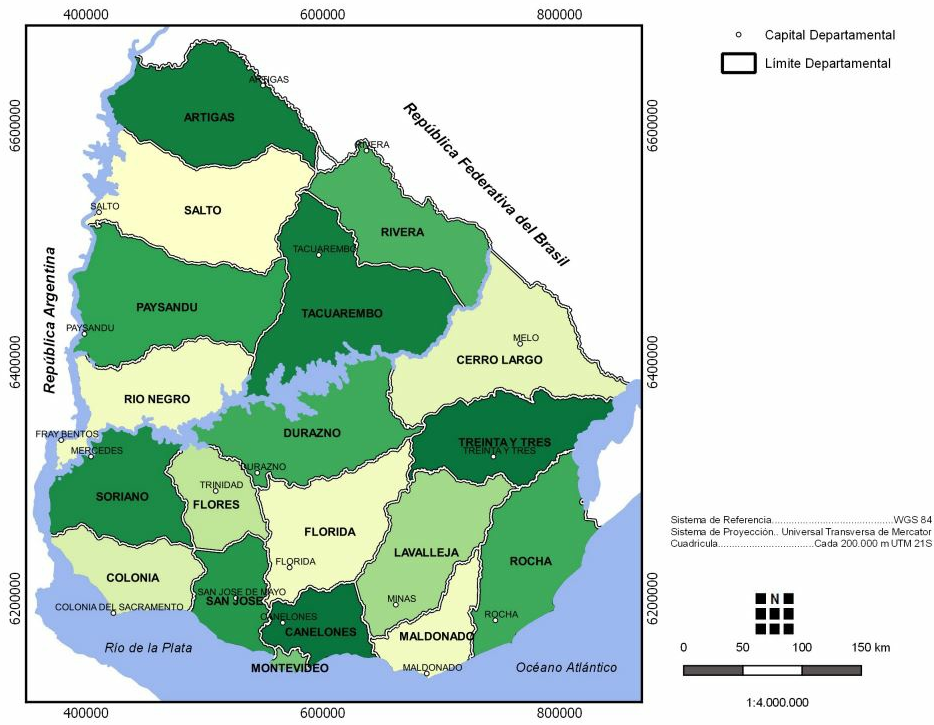 400000
600000
800000
Capital Departamental
Límite Departamental
ARTIGAS
ARTIGAS
6600000
6600000
República Federativa del Brasil
RIVERA
SALTO
SALTO
RIVERA
TACUAREMBO
República Argentina
PAYSANDU
TACUAREMBO
PAYSANDU
MELO
CERRO LARGO
6400000
6400000
RIO NEGRO
FRAY BENTOS
DURAZNO
MERCEDES
TREINTA Y TRES
TREINTA Y TRES
DURAZNO
TRINIDAD
SORIANO
FLORES
FLORIDA
LAVALLEJA
ROCHA
FLORIDA
COLONIA
SAN JOSE DE MAYO
SAN JOSE
COLONIA DEL SACRAMENTO
MINAS
CANELONES
CANELONES
ROCHA
MALDONADO
6200000
6200000
Río de la Plata
MONTEVIDEO
MALDONADO
Océano Atlántico
Sistema de Referencia......................................WGS 84
Sistema de Proyección.. Universal Transversa de Mercator
Cuadrícula..............................Cada 200.000 m UTM 21S
N
0 50 100 150 km
1:4.000.000
400000
600000
800000